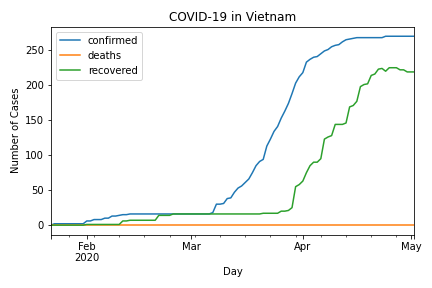 COVID-19 in Vietnam
confirmed
deaths
recovered
Number of Cases
250
200
150
100
50
0
Feb
2020
Mar
Apr
May
Day